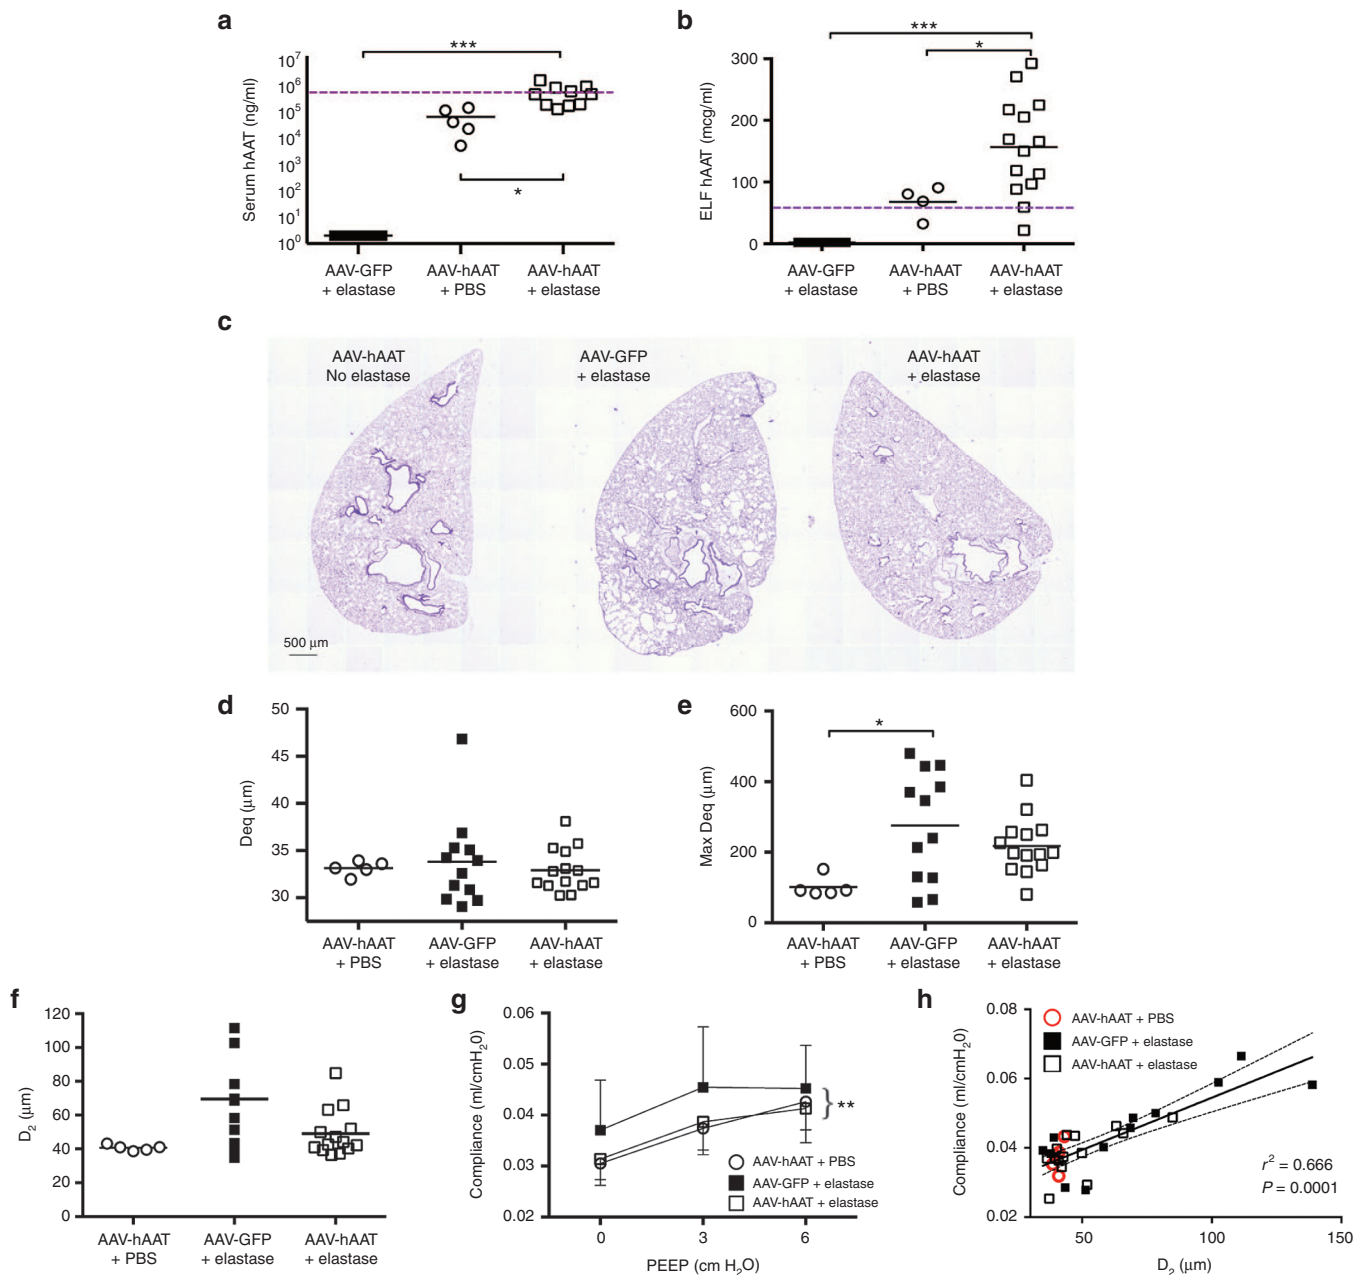 a
***
10^7
10^6
10^5
10^4
10^3
10^2
10^1
10^0
Serum hAAT (ng/ml)
*
AAV-GFP
+ elastase
AAV-hAAT
+ PBS
AAV-hAAT
+ elastase
b
***
*
300
200
100
0
ELF hAAT (mcg/ml)
AAV-GFP
+ elastase
AAV-hAAT
+ PBS
AAV-hAAT
+ elastase
c
AAV-hAAT
No elastase
AAV-GFP
+ elastase
AAV-hAAT
+ elastase
500 μm
d
50
45
40
35
30
Deq (μm)
AAV-hAAT
+ PBS
AAV-GFP
+ elastase
AAV-hAAT
+ elastase
e
*
600
400
200
0
Max Deq (μm)
AAV-hAAT
+ PBS
AAV-GFP
+ elastase
AAV-hAAT
+ elastase
f
120
100
80
60
40
20
0
D2 (μm)
AAV-hAAT
+ PBS
AAV-GFP
+ elastase
AAV-hAAT
+ elastase
g
0.06
0.05
0.04
0.03
0.02
Compliance (ml/cmH20)
**
AAV-hAAT + PBS
AAV-GFP + elastase
AAV-hAAT + elastase
0 3 6
PEEP (cm H2O)
h
0.08
0.06
0.04
0.02
Compliance (ml/cmH20)
AAV-hAAT + PBS
AAV-GFP + elastase
AAV-hAAT + elastase
r² = 0.666
P = 0.0001
50 100 150
D2 (μm)